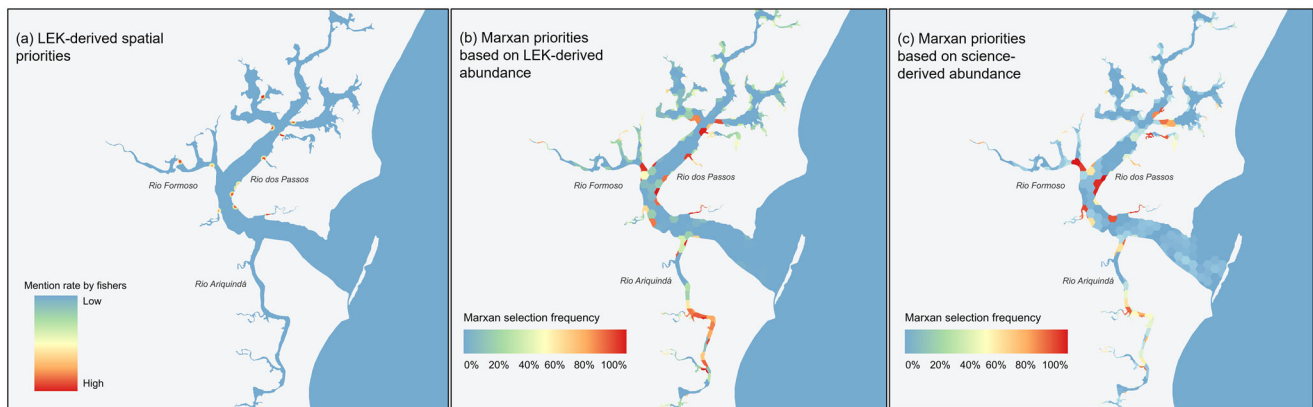 (a) LEK-derived spatial
priorities
Rio Formoso
Rio dos Passos
Rio Ariquindá
Mention rate by fishers
Low
High
(b) Marxan priorities
based on LEK-derived
abundance
Rio Formoso
Rio dos Passos
Rio Ariquindá
Marxan selection frequency
0% 20% 40% 60% 80% 100%
(c) Marxan priorities
based on science-
derived abundance
Rio Formoso
Rio dos Passos
Rio Ariquindá
Marxan selection frequency
0% 20% 40% 60% 80% 100%